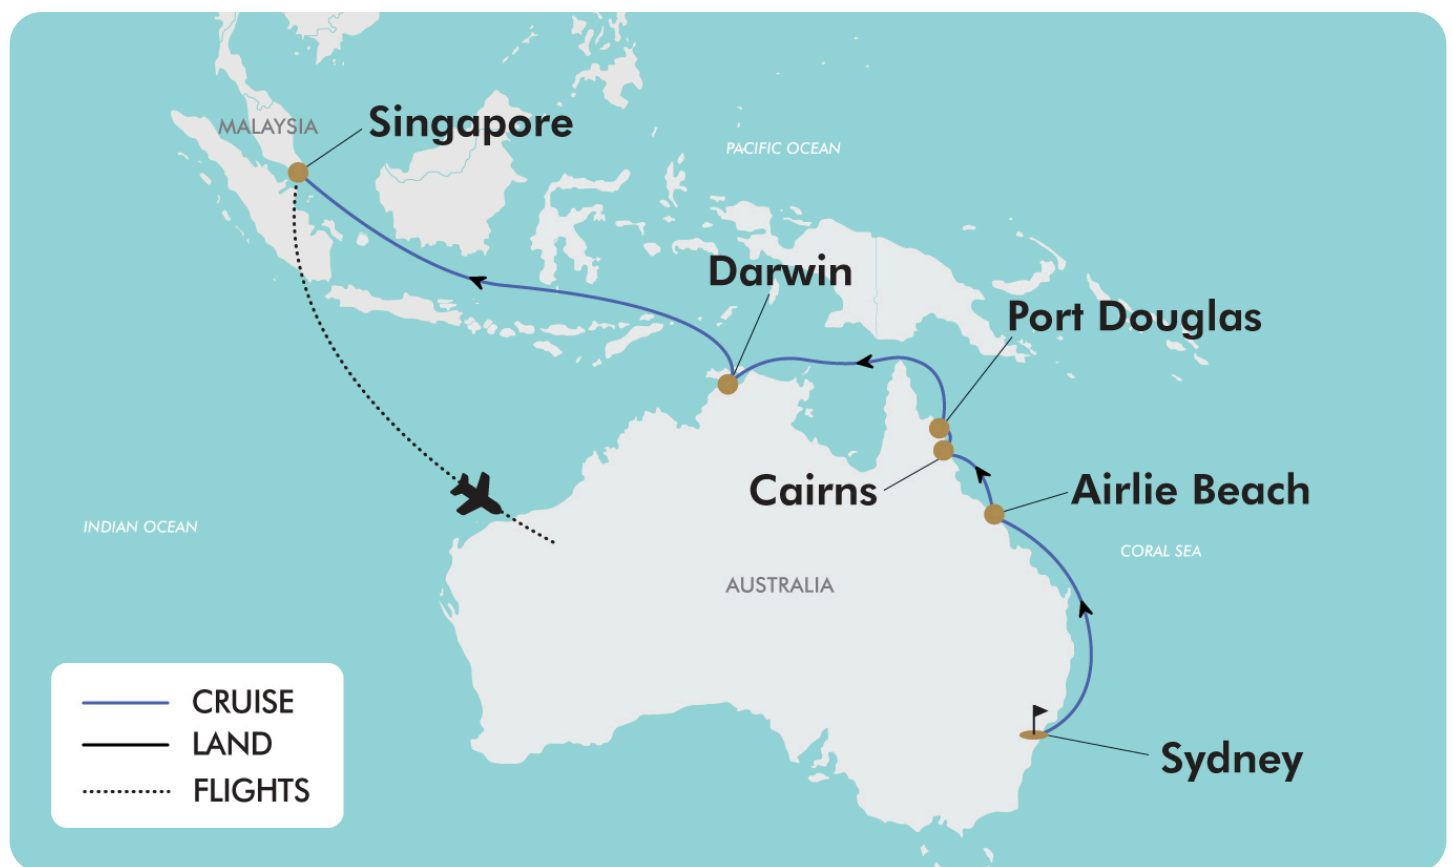 Singapore
MALAYSIA
PACIFIC OCEAN
Darwin
Port Douglas
Cairns
Airlie Beach
INDIAN OCEAN
CORAL SEA
AUSTRALIA
Sydney
CRUISE
LAND
FLIGHTS